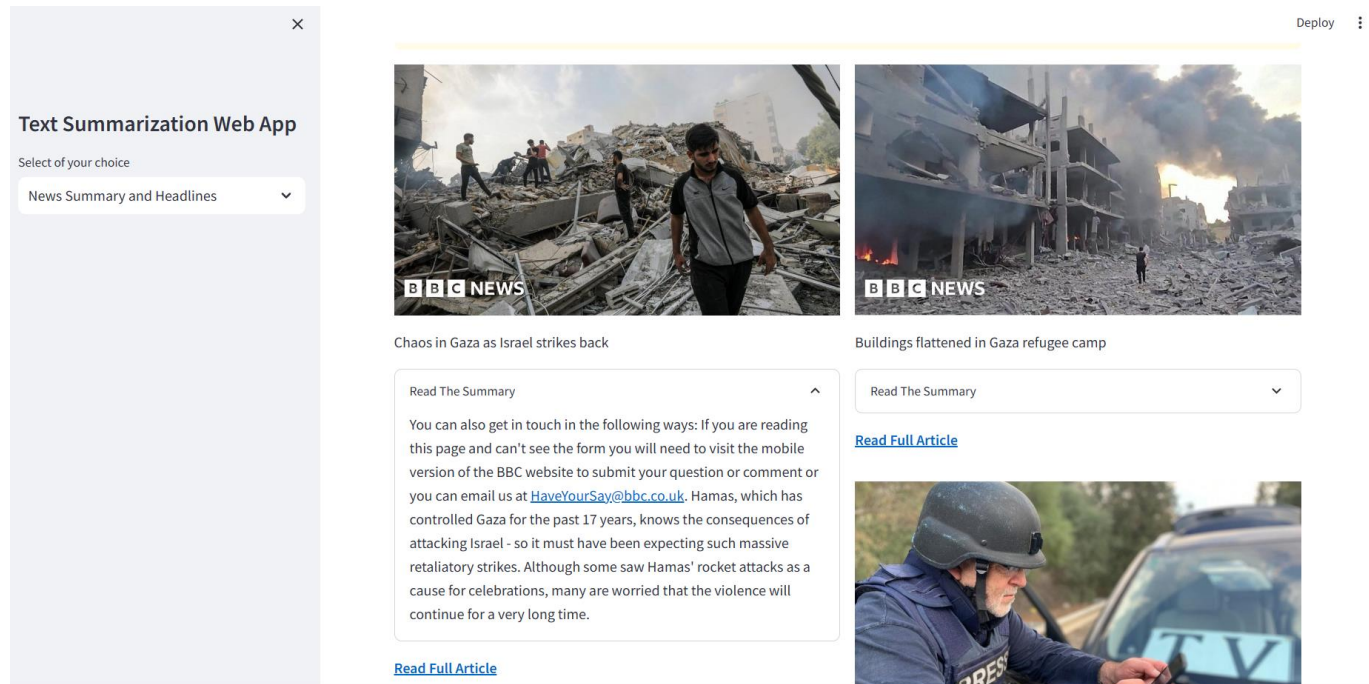 Deploy
Text Summarization Web App
Select of your choice
News Summary and Headlines
BBC NEWS
BBC NEWS
Chaos in Gaza as Israel strikes back
Buildings flattened in Gaza refugee camp
Read The Summary
You can also get in touch in the following ways: If you are reading
this page and can't see the form you will need to visit the mobile
version of the BBC website to submit your question or comment or
you can email us at HaveYourSay@bbc.co.uk. Hamas, which has
controlled Gaza for the past 17 years, knows the consequences of
attacking Israel - so it must have been expecting such massive
retaliatory strikes. Although some saw Hamas' rocket attacks as a
cause for celebrations, many are worried that the violence will
continue for a very long time.
Read Full Article
Read The Summary
Read Full Article
PRESS
TV